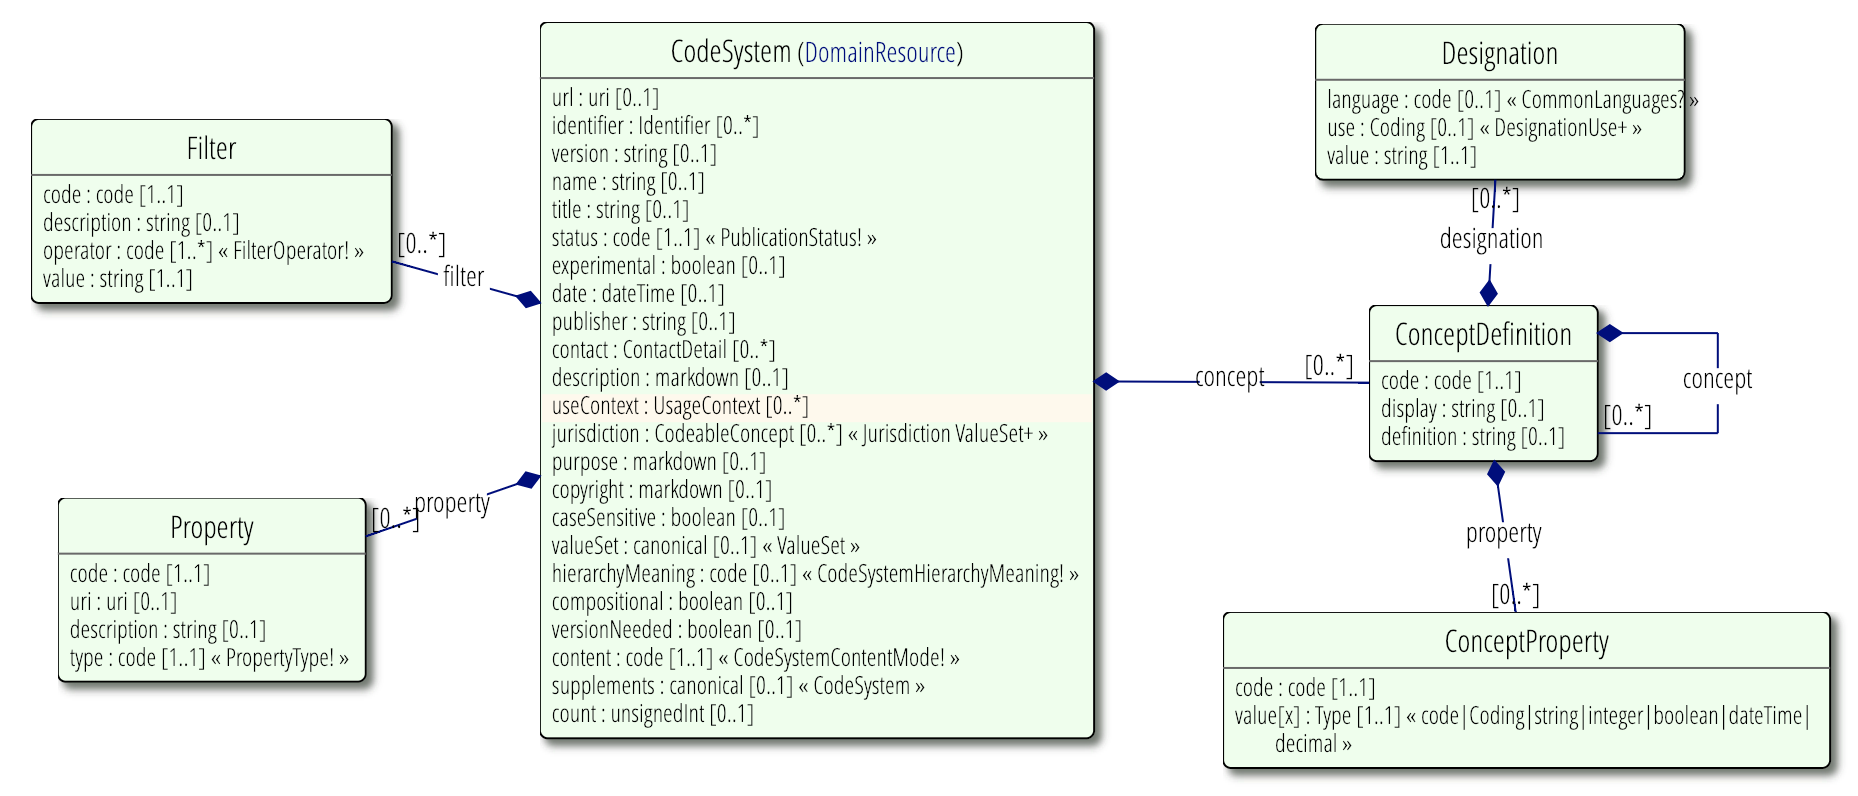 Filter
code : code [1..1]
description : string [0..1]
operator : code [1..*] « FilterOperator! »
value : string [1..1]
[0..*]
filter
Property
code : code [1..1]
uri : uri [0..1]
description : string [0..1]
type : code [1..1] « PropertyType! »
[0..*]
property
CodeSystem (DomainResource)
url : uri [0..1]
identifier : Identifier [0..*]
version : string [0..1]
name : string [0..1]
title : string [0..1]
status : code [1..1] « PublicationStatus! »
experimental : boolean [0..1]
date : dateTime [0..1]
publisher : string [0..1]
contact : ContactDetail [0..*]
description : markdown [0..1]
useContext : UsageContext [0..*]
jurisdiction : CodeableConcept [0..*] « Jurisdiction ValueSet+ »
purpose : markdown [0..1]
copyright : markdown [0..1]
caseSensitive : boolean [0..1]
valueSet : canonical [0..1] « ValueSet »
hierarchyMeaning : code [0..1] « CodeSystemHierarchyMeaning! »
compositional : boolean [0..1]
versionNeeded : boolean [0..1]
content : code [1..1] « CodeSystemContentMode! »
supplements : canonical [0..1] « CodeSystem »
count : unsignedInt [0..1]
concept
[0..*]
Designation
language : code [0..1] « CommonLanguages? »
use : Coding [0..1] « DesignationUse+ »
value : string [1..1]
[0..*]
designation
ConceptDefinition
code : code [1..1]
display : string [0..1]
definition : string [0..1]
concept
[0..*]
property
[0..*]
ConceptProperty
code : code [1..1]
value[x] : Type [1..1] « code|Coding|string|integer|boolean|dateTime|
decimal »